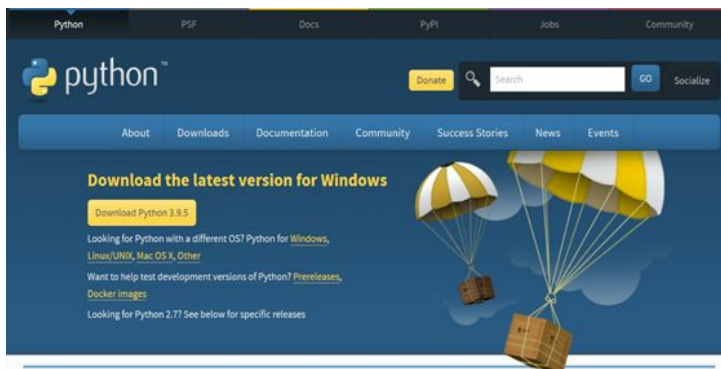 Python PSF Docs PyPI Jobs Community
python™ Donate Search GO Socialize
About Downloads Documentation Community Success Stories News Events
Download the latest version for Windows
Download Python 3.9.5
Looking for Python with a different OS? Python for Windows,
Linux/UNIX, Mac OS X, Other
Want to help test development versions of Python? Prereleases,
Docker images
Looking for Python 2.7? See below for specific releases